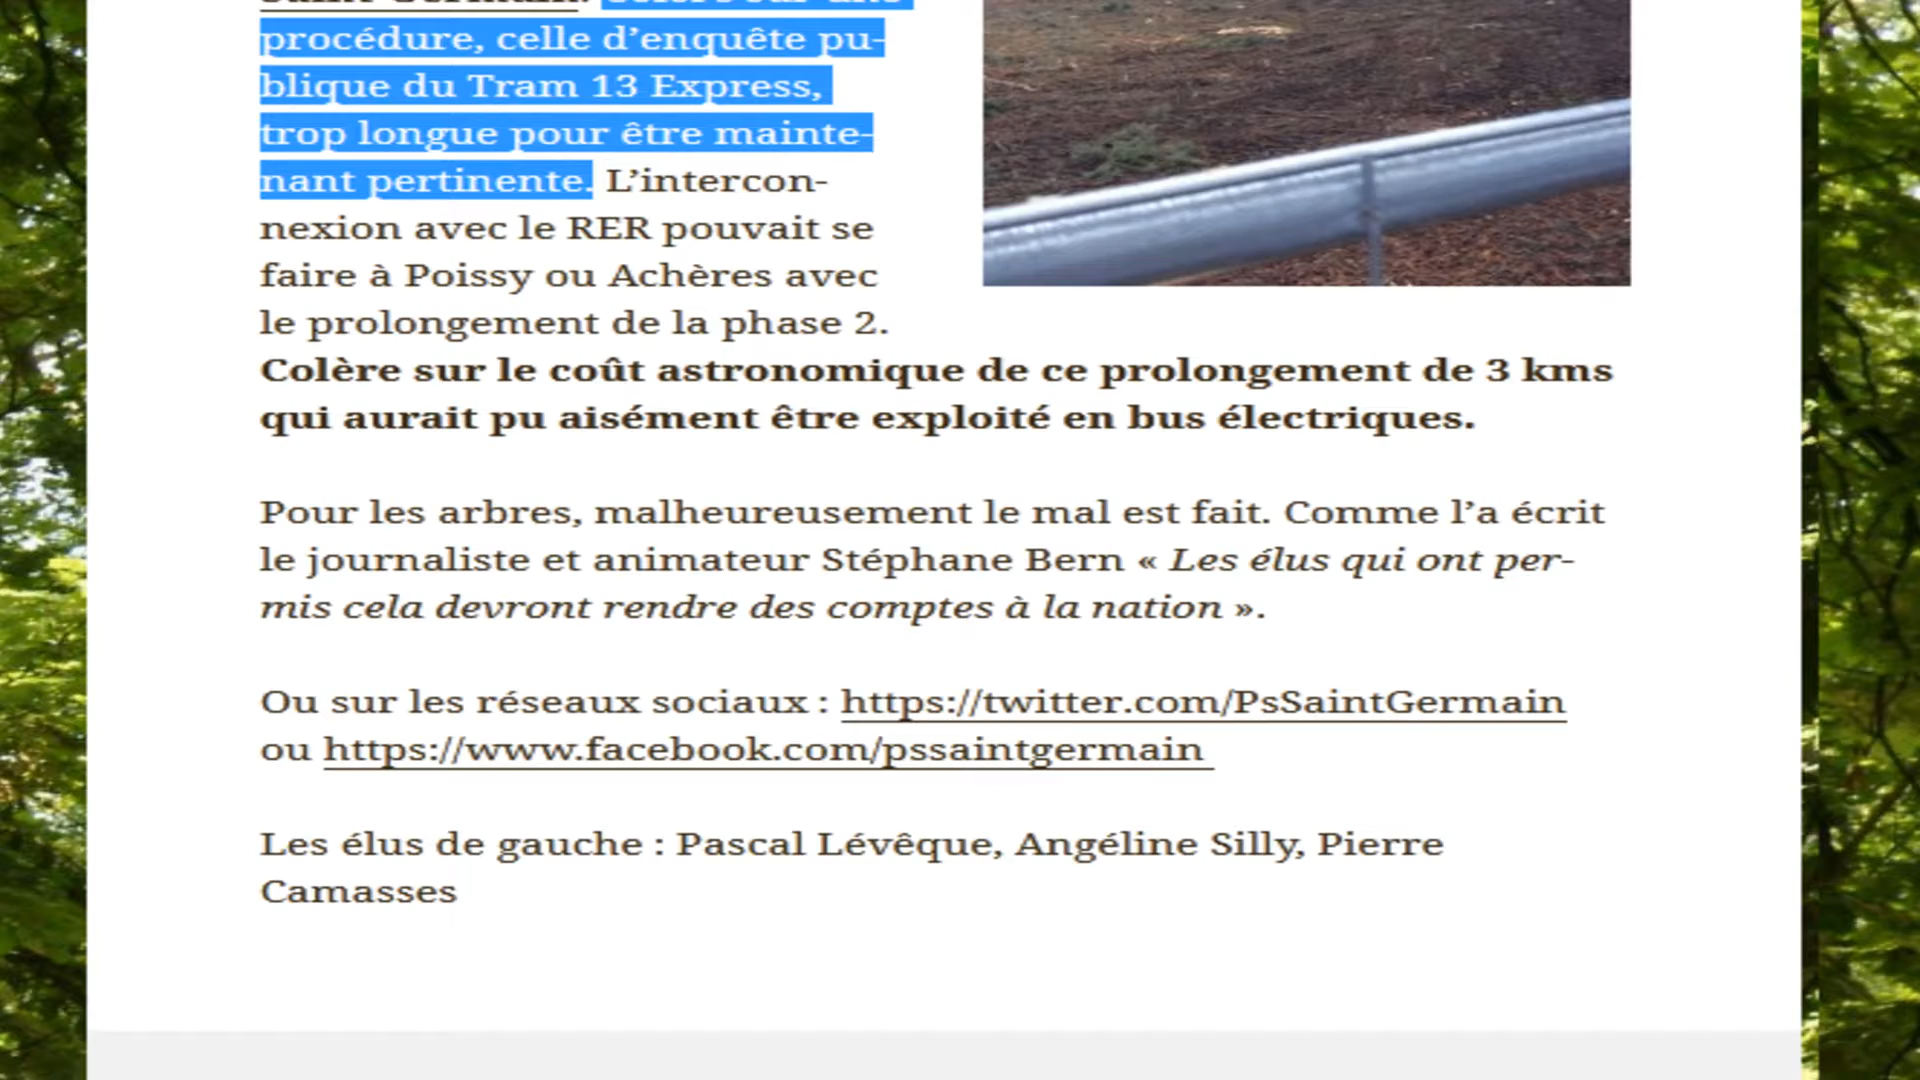 procédure, celle d’enquête pu-
blique du Tram 13 Express,
trop longue pour être mainte-
nant pertinente. L’intercon-
nexion avec le RER pouvait se
faire à Poissy ou Achères avec
le prolongement de la phase 2.
Colère sur le coût astronomique de ce prolongement de 3 kms
qui aurait pu aisément être exploité en bus électriques.
Pour les arbres, malheureusement le mal est fait. Comme l’a écrit
le journaliste et animateur Stéphane Bern « Les élus qui ont per-
mis cela devront rendre des comptes à la nation ».
Ou sur les réseaux sociaux : https://twitter.com/PsSaintGermain
ou https://www.facebook.com/pssaintgermain
Les élus de gauche : Pascal Lévêque, Angéline Silly, Pierre
Camasses